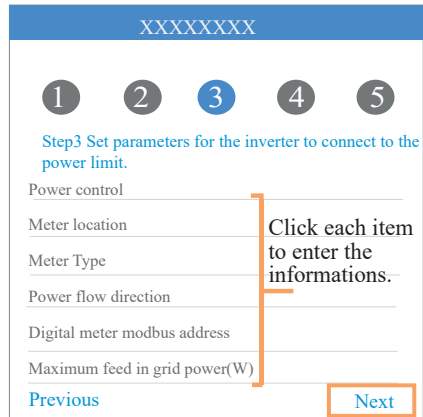 XXXXXXXX
1 2 3 4 5
Step3 Set parameters for the inverter to connect to the
power limit.
Power control
Meter location
Meter Type
Power flow direction
Digital meter modbus address
Maximum feed in grid power(W)
Click each item
to enter the
informations.
Previous
Next